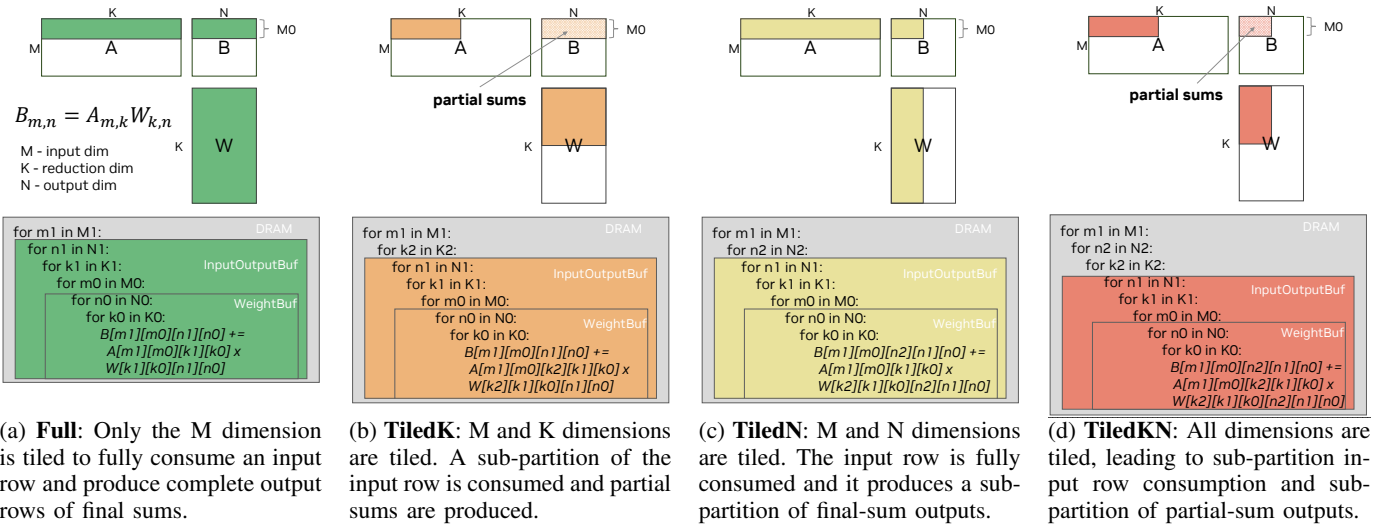 K
N
M
A
B
M0
B_{m,n} = A_{m,k}W_{k,n}
M - input dim
K - reduction dim
N - output dim
K
W
for m1 in M1:
DRAM
for n1 in N1:
for k1 in K1:
InputOutputBuf
for m0 in M0:
for n0 in N0:
WeightBuf
for k0 in K0:
B[m1][m0][n1][n0] +=
A[m1][m0][k1][k0] x
W[k1][k0][n1][n0]
(a) Full: Only the M dimension
is tiled to fully consume an input
row and produce complete output
rows of final sums.
K
N
M
A
B
M0
partial sums
K
W
for m1 in M1:
DRAM
for k2 in K2:
for n1 in N1:
InputOutputBuf
for k1 in K1:
for m0 in M0:
for n0 in N0:
WeightBuf
for k0 in K0:
B[m1][m0][n1][n0] +=
A[m1][m0][k2][k1][k0] x
W[k2][k1][k0][n1][n0]
(b) TiledK: M and K dimensions
are tiled. A sub-partition of the
input row is consumed and partial
sums are produced.
K
N
M
A
B
M0
K
W
for m1 in M1:
DRAM
for n2 in N2:
for n1 in N1:
InputOutputBuf
for k1 in K1:
for m0 in M0:
for n0 in N0:
WeightBuf
for k0 in K0:
B[m1][m0][n2][n1][n0] +=
A[m1][m0][k1][k0] x
W[k2][k1][k0][n2][n1][n0]
(c) TiledN: M and N dimensions
are tiled. The input row is fully
consumed and it produces a sub-
partition of final-sum outputs.
K
N
M
A
B
M0
partial sums
K
W
for m1 in M1:
DRAM
for n2 in N2:
for k2 in K2:
for n1 in N1:
InputOutputBuf
for k1 in K1:
for m0 in M0:
for n0 in N0:
WeightBuf
for k0 in K0:
B[m1][m0][n2][n1][n0] +=
A[m1][m0][k2][k1][k0] x
W[k2][k1][k0][n2][n1][n0]
(d) TiledKN: All dimensions are
tiled, leading to sub-partition in-
put row consumption and sub-
partition of partial-sum outputs.